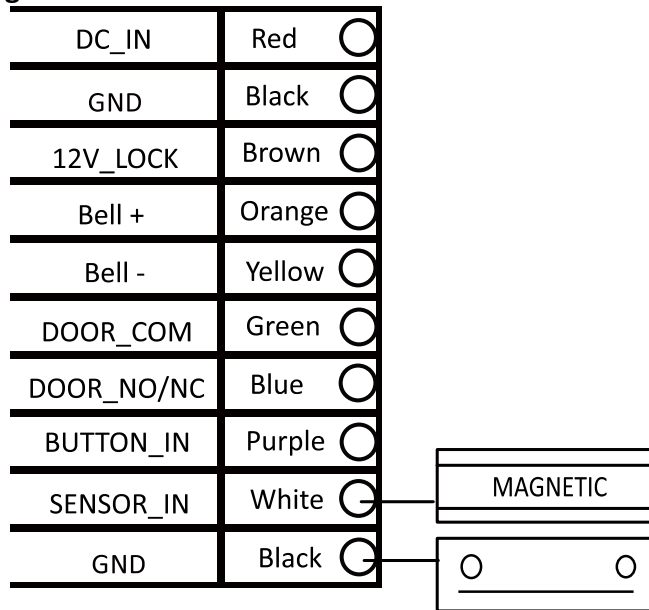 DC_IN Red
GND Black
12V_LOCK Brown
Bell + Orange
Bell - Yellow
DOOR_COM Green
DOOR_NO/NC Blue
BUTTON_IN Purple
SENSOR_IN White
MAGNETIC
GND Black